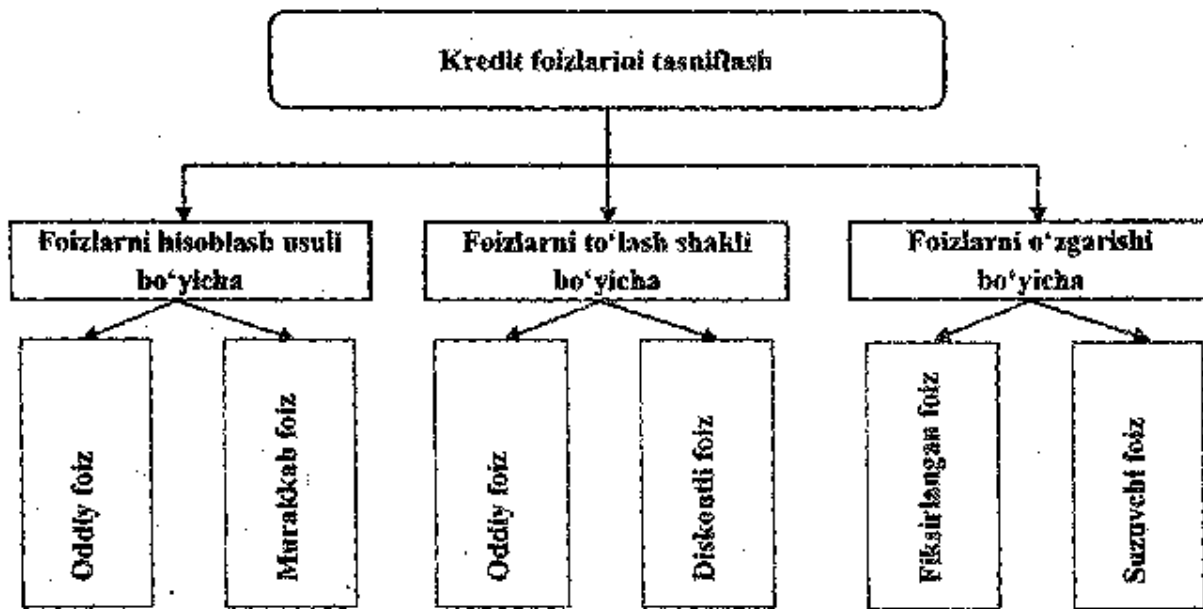 Kredit foizlarini tasniflash
Foizlarni hisoblash usuli
bo‘yicha
Foizlarni to‘lash shakli
bo‘yicha
Foizlarni o‘zgarishi
bo‘yicha
Oddiy foiz
Murakkab foiz
Oddiy foiz
Diskontli foiz
Fiksirlangan foiz
Suzuvchi foiz